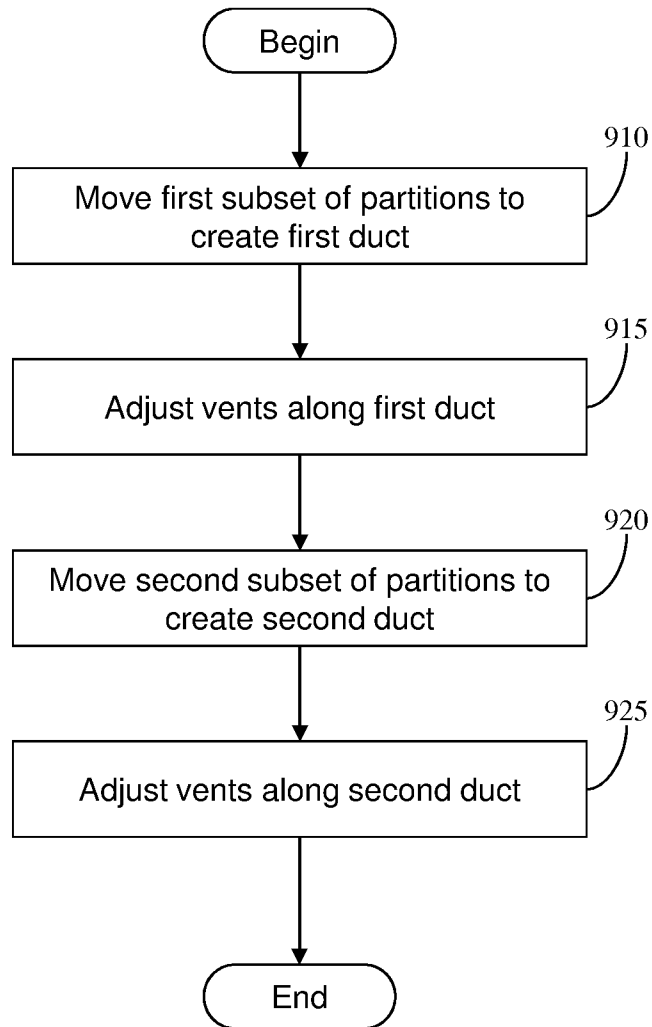 Begin
910
Move first subset of partitions to
create first duct
915
Adjust vents along first duct
920
Move second subset of partitions to
create second duct
925
Adjust vents along second duct
End